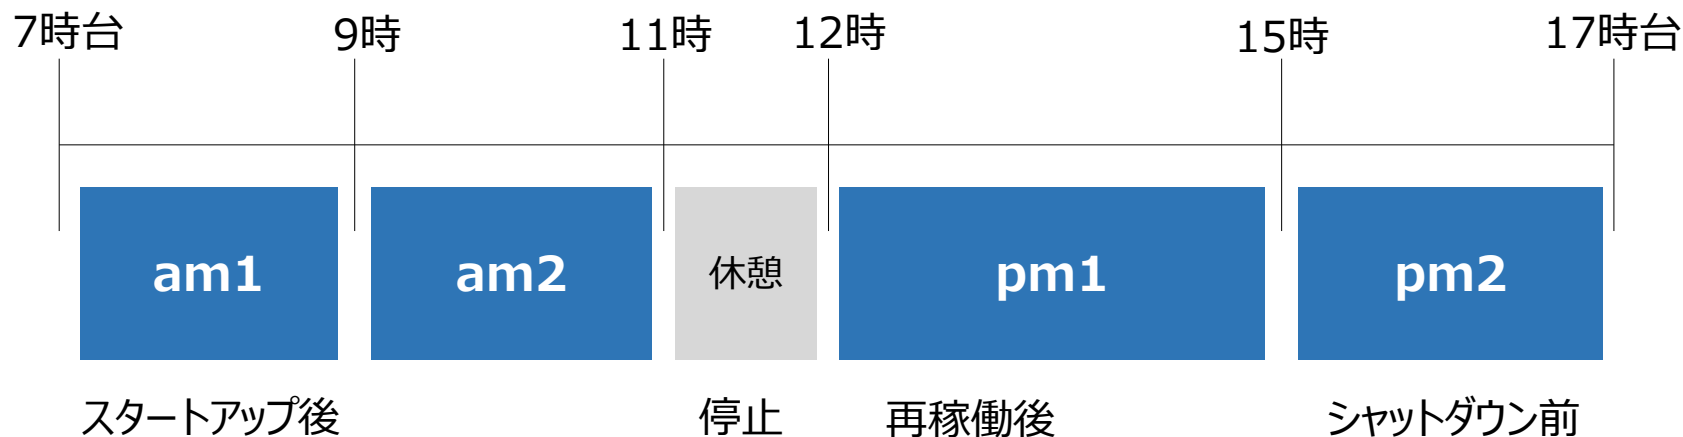 7時台 9時 11時 12時 15時 17時台
am1 am2 休憩 pm1 pm2
スタートアップ後 停止 再稼働後 シャットダウン前